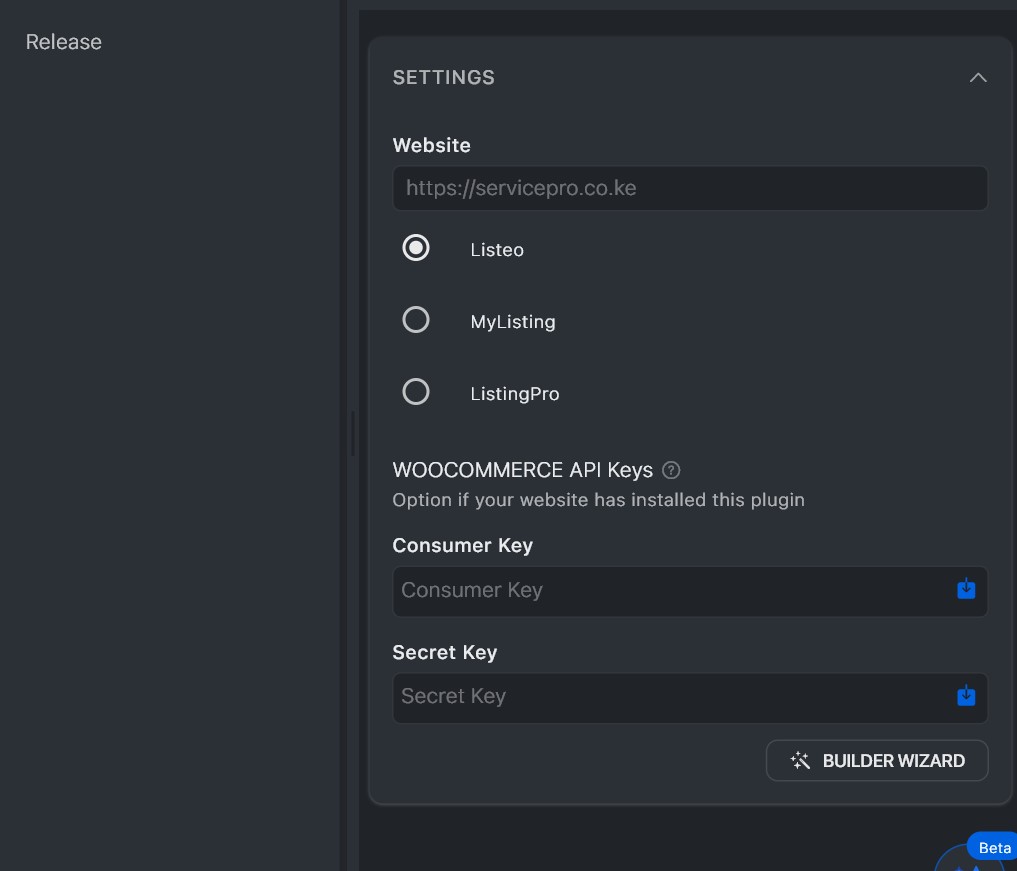 Release
SETTINGS
Website
https://servicepro.co.ke
Listeo
MyListing
ListingPro
WOOCOMMERCE API Keys ?
Option if your website has installed this plugin
Consumer Key
Consumer Key
Secret Key
Secret Key
BUILDER WIZARD
Beta